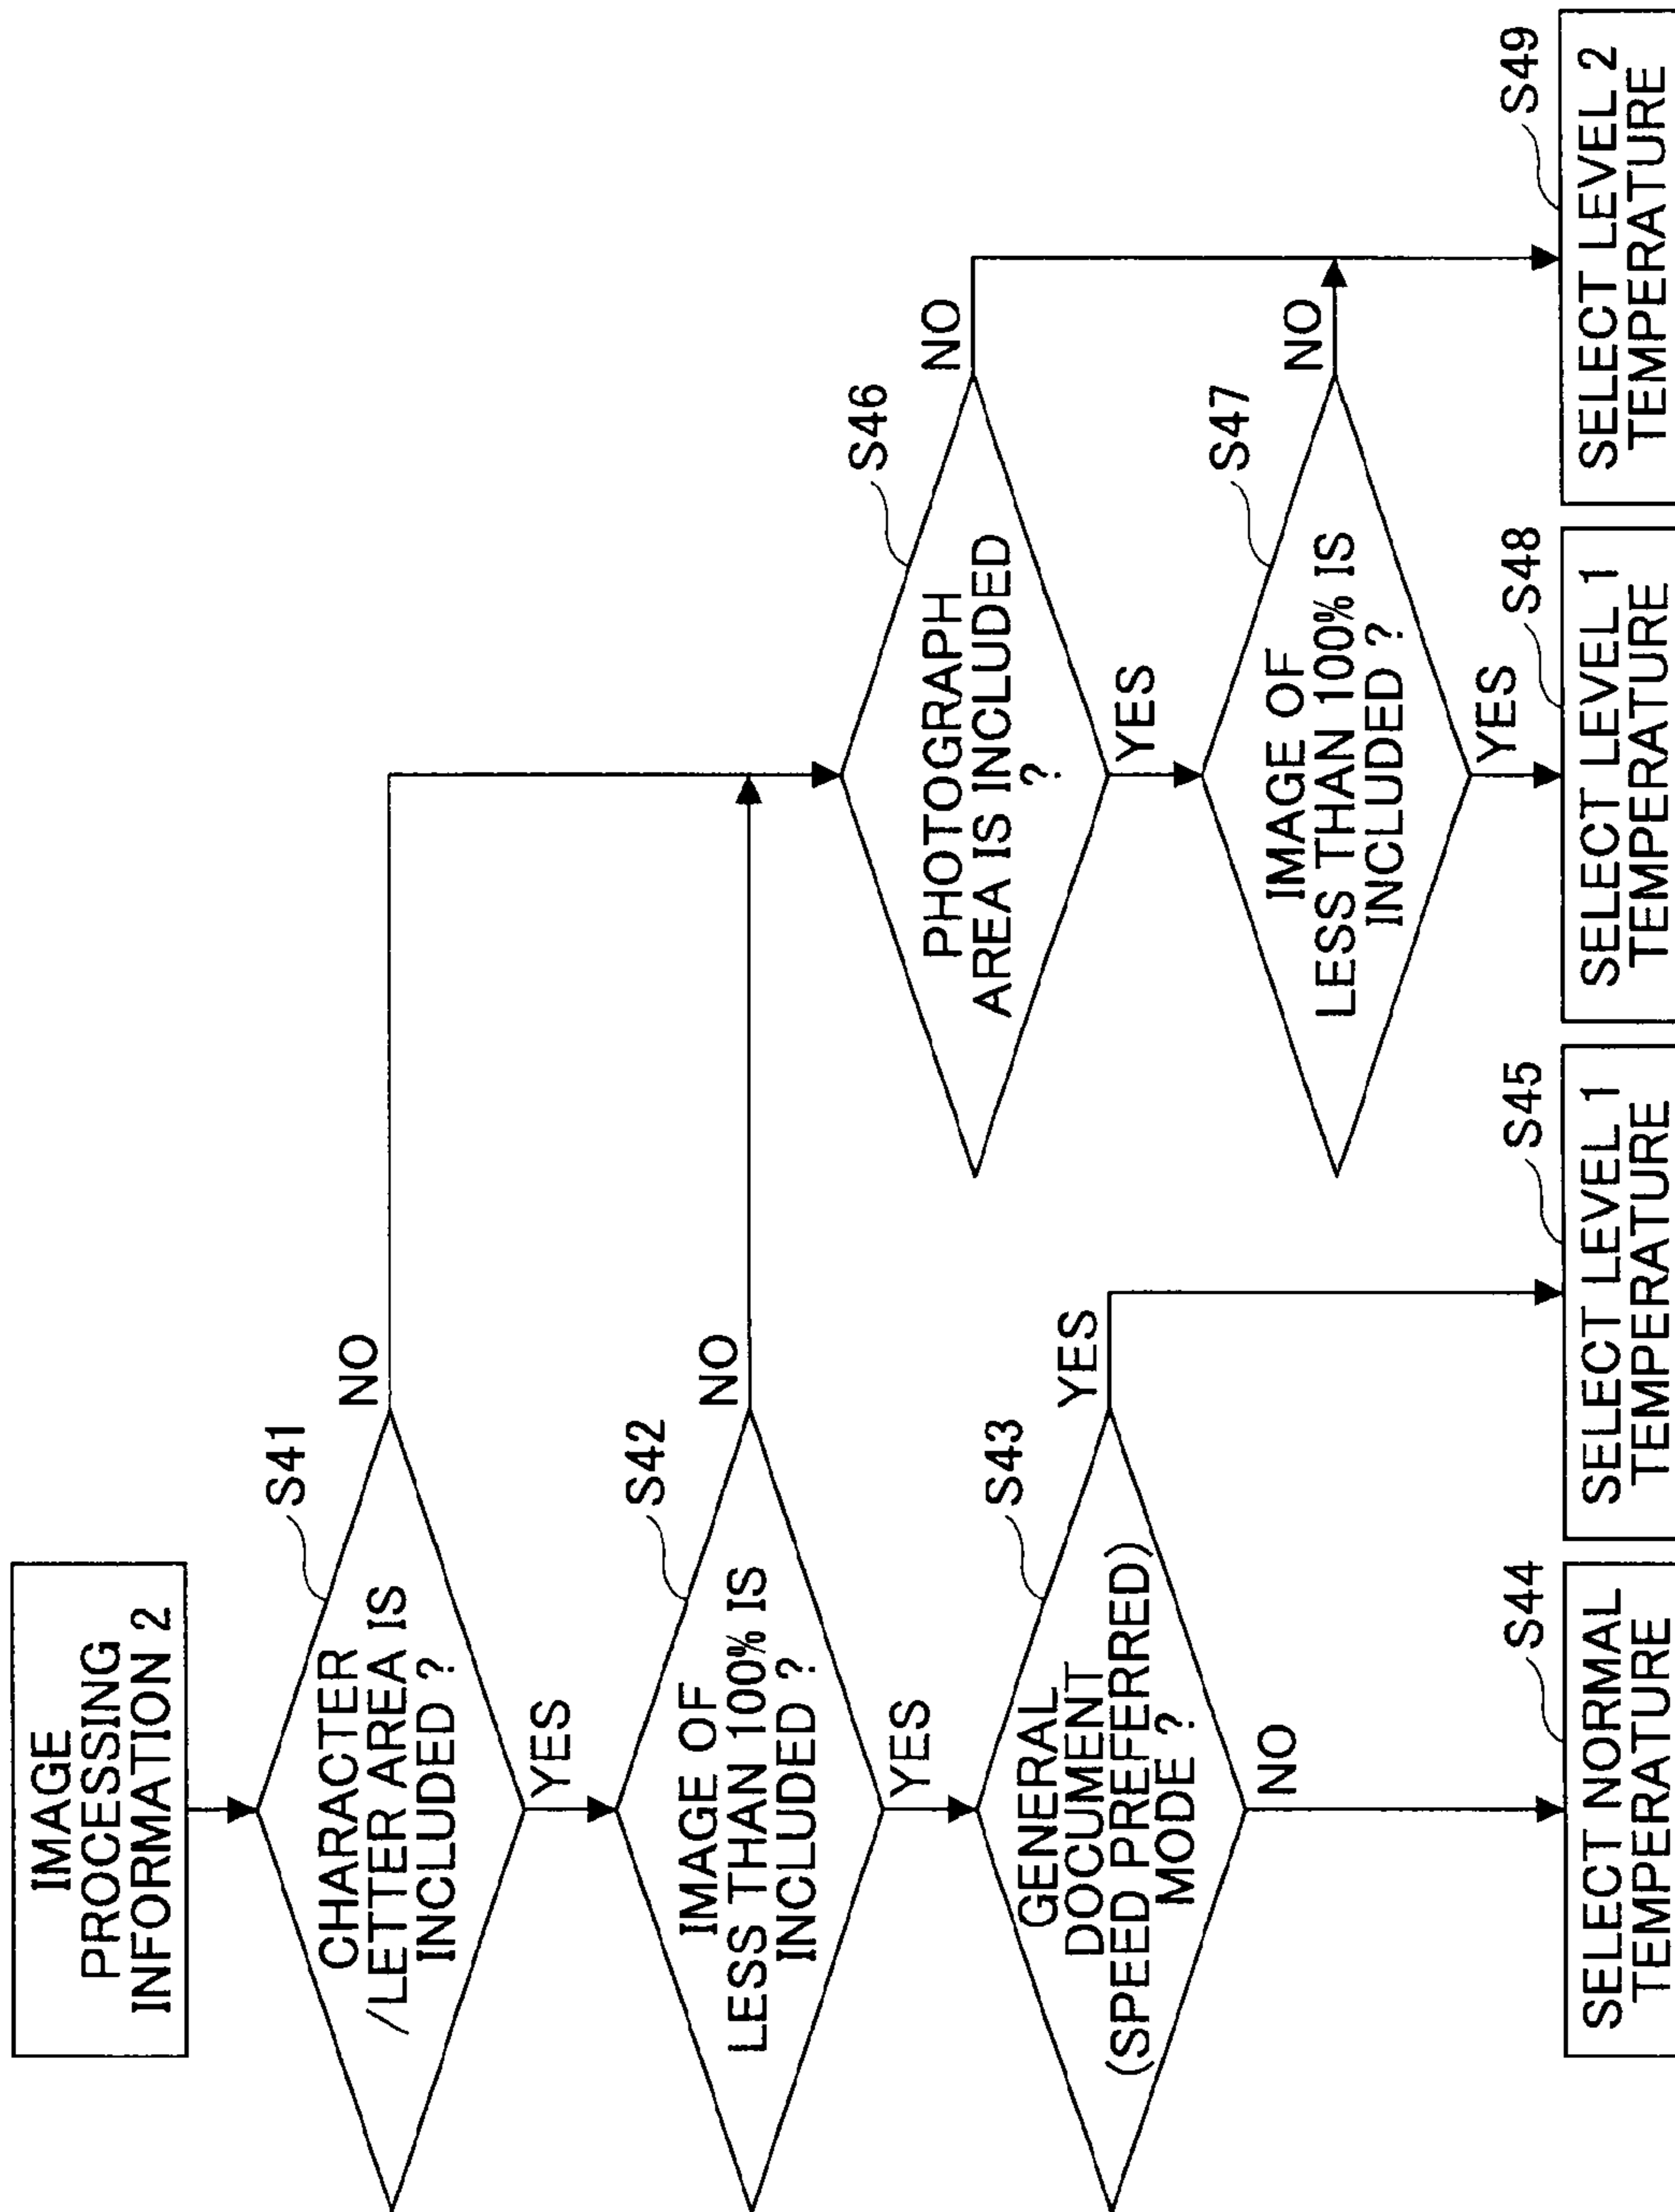 IMAGE
PROCESSING
INFORMATION 2
S41
CHARACTER
/LETTER AREA IS
INCLUDED ?
NO
YES
S42
IMAGE OF
LESS THAN 100% IS
INCLUDED ?
NO
YES
S43
GENERAL
DOCUMENT
(SPEED PREFERRED)
MODE ?
YES
NO
S44
SELECT NORMAL
TEMPERATURE
S45
SELECT LEVEL 1
TEMPERATURE
S46
PHOTOGRAPH
AREA IS INCLUDED
?
NO
YES
S47
IMAGE OF
LESS THAN 100% IS
INCLUDED ?
NO
YES
S48
SELECT LEVEL 1
TEMPERATURE
S49
SELECT LEVEL 2
TEMPERATURE